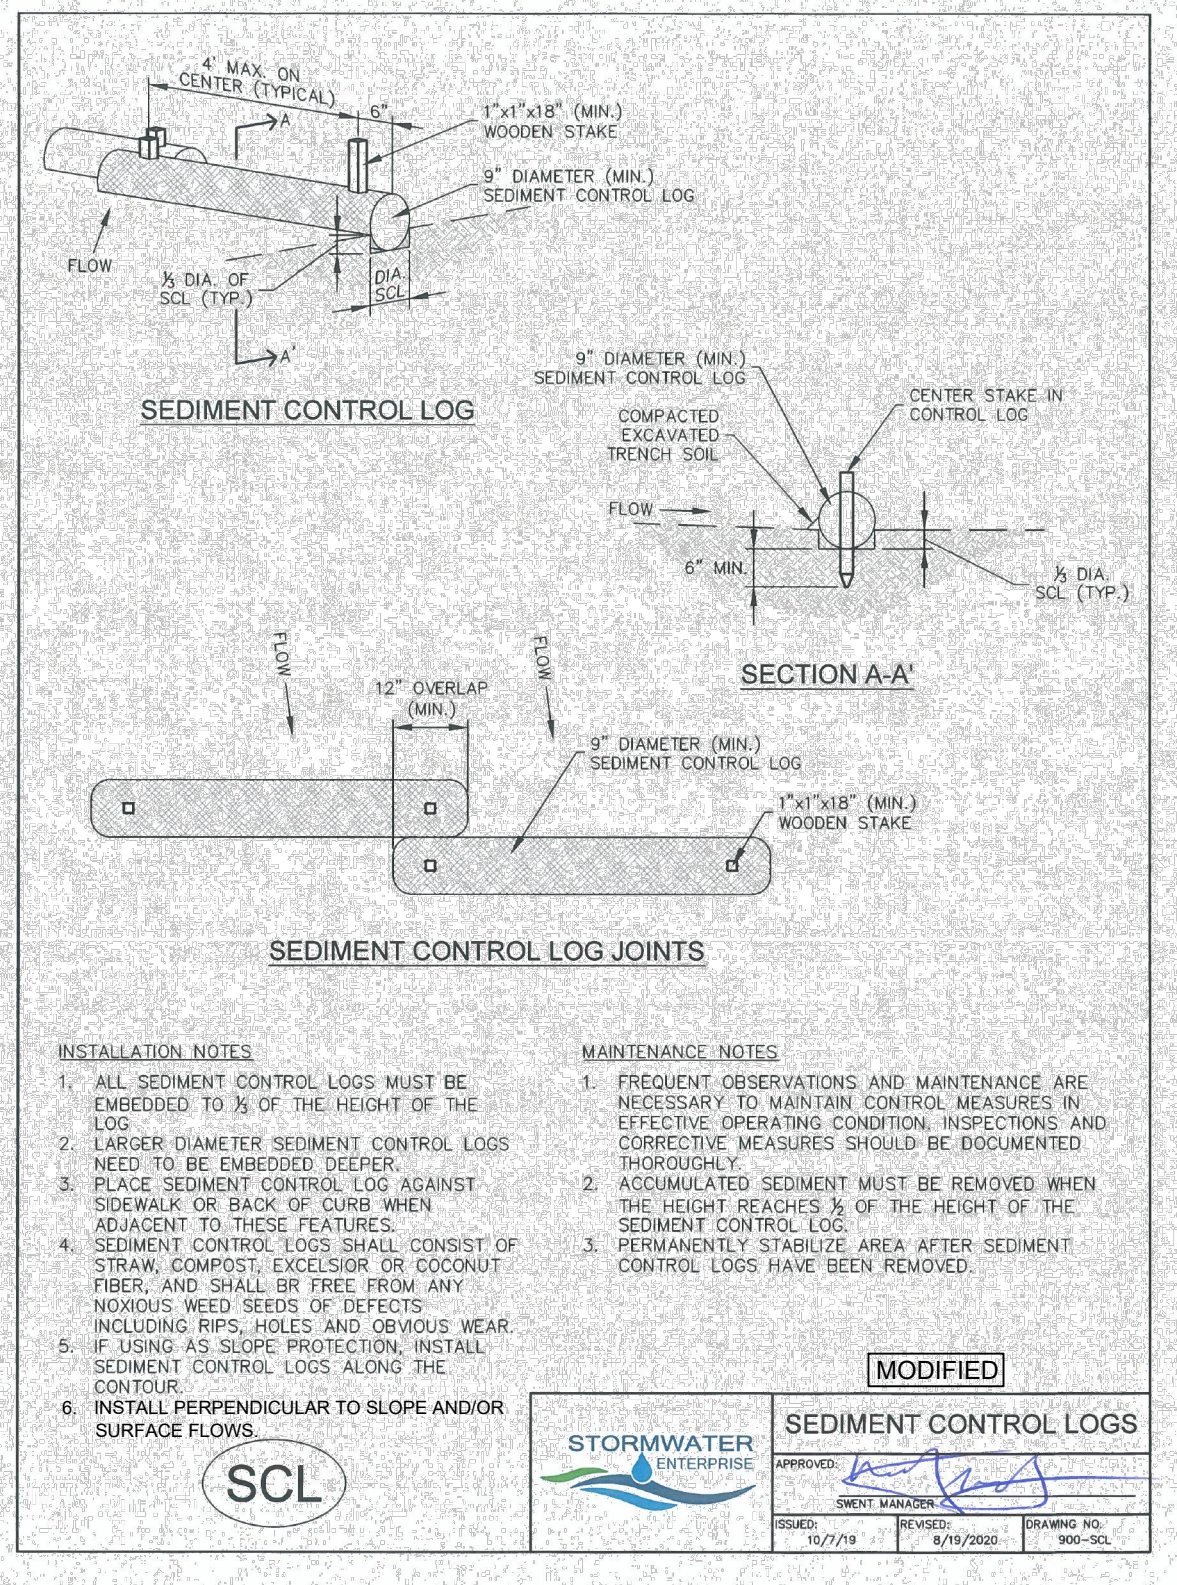 4' MAX. ON
CENTER (TYPICAL)
6"
A
1"x1"x18" (MIN.)
WOODEN STAKE
9" DIAMETER (MIN.)
SEDIMENT CONTROL LOG
FLOW
⅓ DIA. OF
SCL (TYP.)
DIA.
SCL
A'
SEDIMENT CONTROL LOG
9" DIAMETER (MIN.)
SEDIMENT CONTROL LOG
CENTER STAKE IN
CONTROL LOG
COMPACTED
EXCAVATED
TRENCH SOIL
FLOW
6" MIN.
⅓ DIA.
SCL (TYP.)
SECTION A-A'
FLOW
FLOW
12" OVERLAP
(MIN.)
9" DIAMETER (MIN.)
SEDIMENT CONTROL LOG
1"x1"x18" (MIN.)
WOODEN STAKE
SEDIMENT CONTROL LOG JOINTS
INSTALLATION NOTES
1. ALL SEDIMENT CONTROL LOGS MUST BE
EMBEDDED TO ⅓ OF THE HEIGHT OF THE
LOG
2. LARGER DIAMETER SEDIMENT CONTROL LOGS
NEED TO BE EMBEDDED DEEPER.
3. PLACE SEDIMENT CONTROL LOG AGAINST
SIDEWALK OR BACK OF CURB WHEN
ADJACENT TO THESE FEATURES.
4. SEDIMENT CONTROL LOGS SHALL CONSIST OF
STRAW, COMPOST, EXCELSIOR OR COCONUT
FIBER, AND SHALL BR FREE FROM ANY
NOXIOUS WEED SEEDS OF DEFECTS
INCLUDING RIPS, HOLES AND OBVIOUS WEAR.
5. IF USING AS SLOPE PROTECTION, INSTALL
SEDIMENT CONTROL LOGS ALONG THE
CONTOUR.
6. INSTALL PERPENDICULAR TO SLOPE AND/OR
SURFACE FLOWS.
SCL
MAINTENANCE NOTES
1. FREQUENT OBSERVATIONS AND MAINTENANCE ARE
NECESSARY TO MAINTAIN CONTROL MEASURES IN
EFFECTIVE OPERATING CONDITION. INSPECTIONS AND
CORRECTIVE MEASURES SHOULD BE DOCUMENTED
THOROUGHLY.
2. ACCUMULATED SEDIMENT MUST BE REMOVED WHEN
THE HEIGHT REACHES ½ OF THE HEIGHT OF THE
SEDIMENT CONTROL LOG.
3. PERMANENTLY STABILIZE AREA AFTER SEDIMENT
CONTROL LOGS HAVE BEEN REMOVED.
MODIFIED
STORMWATER
ENTERPRISE
SEDIMENT CONTROL LOGS
APPROVED:
SWENT MANAGER
ISSUED:
10/7/19
REVISED:
8/19/2020
DRAWING NO.
900-SCL